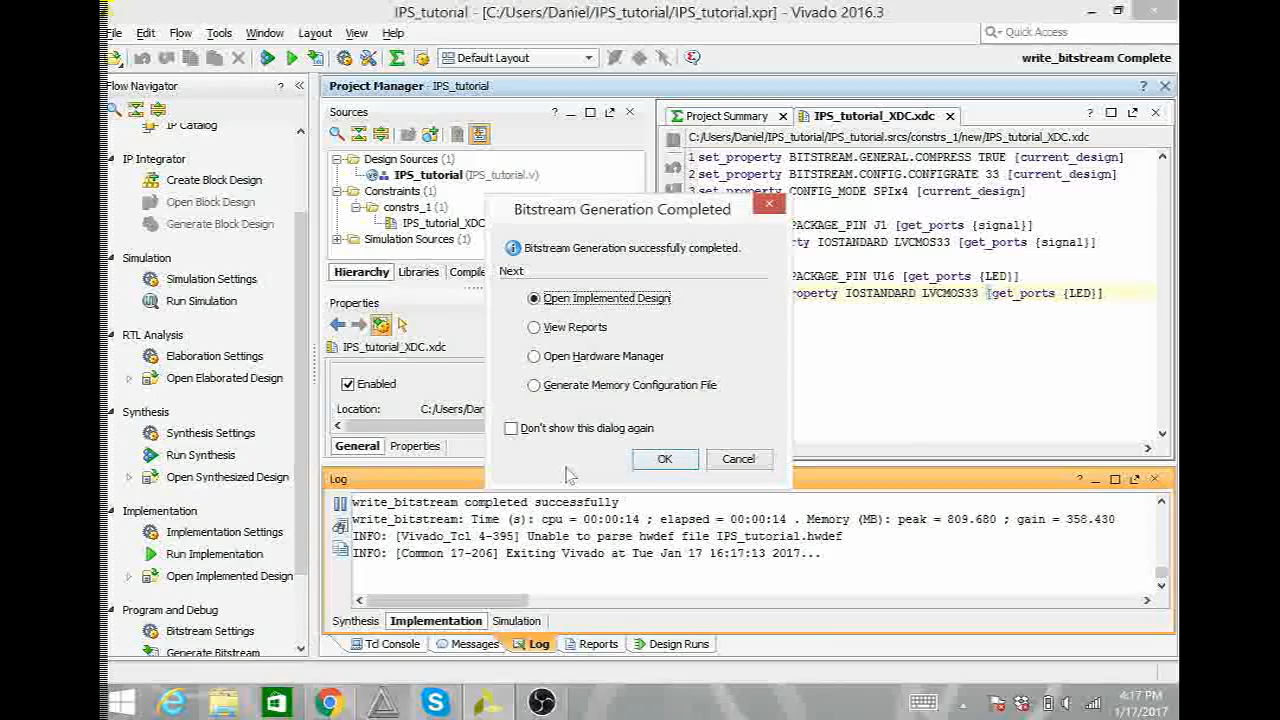 IPS_tutorial - [C:/Users/Daniel/IPS_tutorial/IPS_tutorial.xpr] - Vivado 2016.3
File Edit Flow Tools Window Layout View Help
Quick Access
Default Layout
write_bitstream Complete
Flow Navigator ? «
IP Catalog
IP Integrator
Create Block Design
Open Block Design
Generate Block Design
Simulation
Simulation Settings
Run Simulation
RTL Analysis
Elaboration Settings
Open Elaborated Design
Synthesis
Synthesis Settings
Run Synthesis
Open Synthesized Design
Implementation
Implementation Settings
Run Implementation
Open Implemented Design
Program and Debug
Bitstream Settings
Generate Bitstream
Project Manager - IPS_tutorial
Sources
Design Sources (1)
IPS_tutorial (IPS_tutorial.v)
Constraints (1)
constrs_1 (1)
IPS_tutorial_XDC
Simulation Sources (1)
Hierarchy Libraries Compile
Properties
IPS_tutorial_XDC.xdc
Enabled
Location: C:/Users/Dan
General Properties
Project Summary IPS_tutorial_XDC.xdc
C:/Users/Daniel/IPS_tutorial/IPS_tutorial.srcs/constrs_1/new/IPS_tutorial_XDC.xdc
1 set_property BITSTREAM.GENERAL.COMPRESS TRUE [current_design]
2 set_property BITSTREAM.CONFIG.CONFIGRATE 33 [current_design]
3 set_property CONFIG_MODE SPIx4 [current_design]
PACKAGE_PIN J1 [get_ports {signal}]
rty IOSTANDARD LVCMOS33 [get_ports {signal}]
PACKAGE_PIN U16 [get_ports {LED}]
roperty IOSTANDARD LVCMOS33 [get_ports {LED}]
Bitstream Generation Completed
Bitstream Generation successfully completed.
Next
Open Implemented Design
View Reports
Open Hardware Manager
Generate Memory Configuration File
Don't show this dialog again
OK Cancel
Log
write_bitstream completed successfully
write_bitstream: Time (s): cpu = 00:00:14 ; elapsed = 00:00:14 . Memory (MB): peak = 809.680 ; gain = 358.430
INFO: [Vivado_Tcl 4-395] Unable to parse hwdef file IPS_tutorial.hwdef
INFO: [Common 17-206] Exiting Vivado at Tue Jan 17 16:17:13 2017...
Synthesis Implementation Simulation
Tcl Console Messages Log Reports Design Runs
4:17 PM
1/17/2017